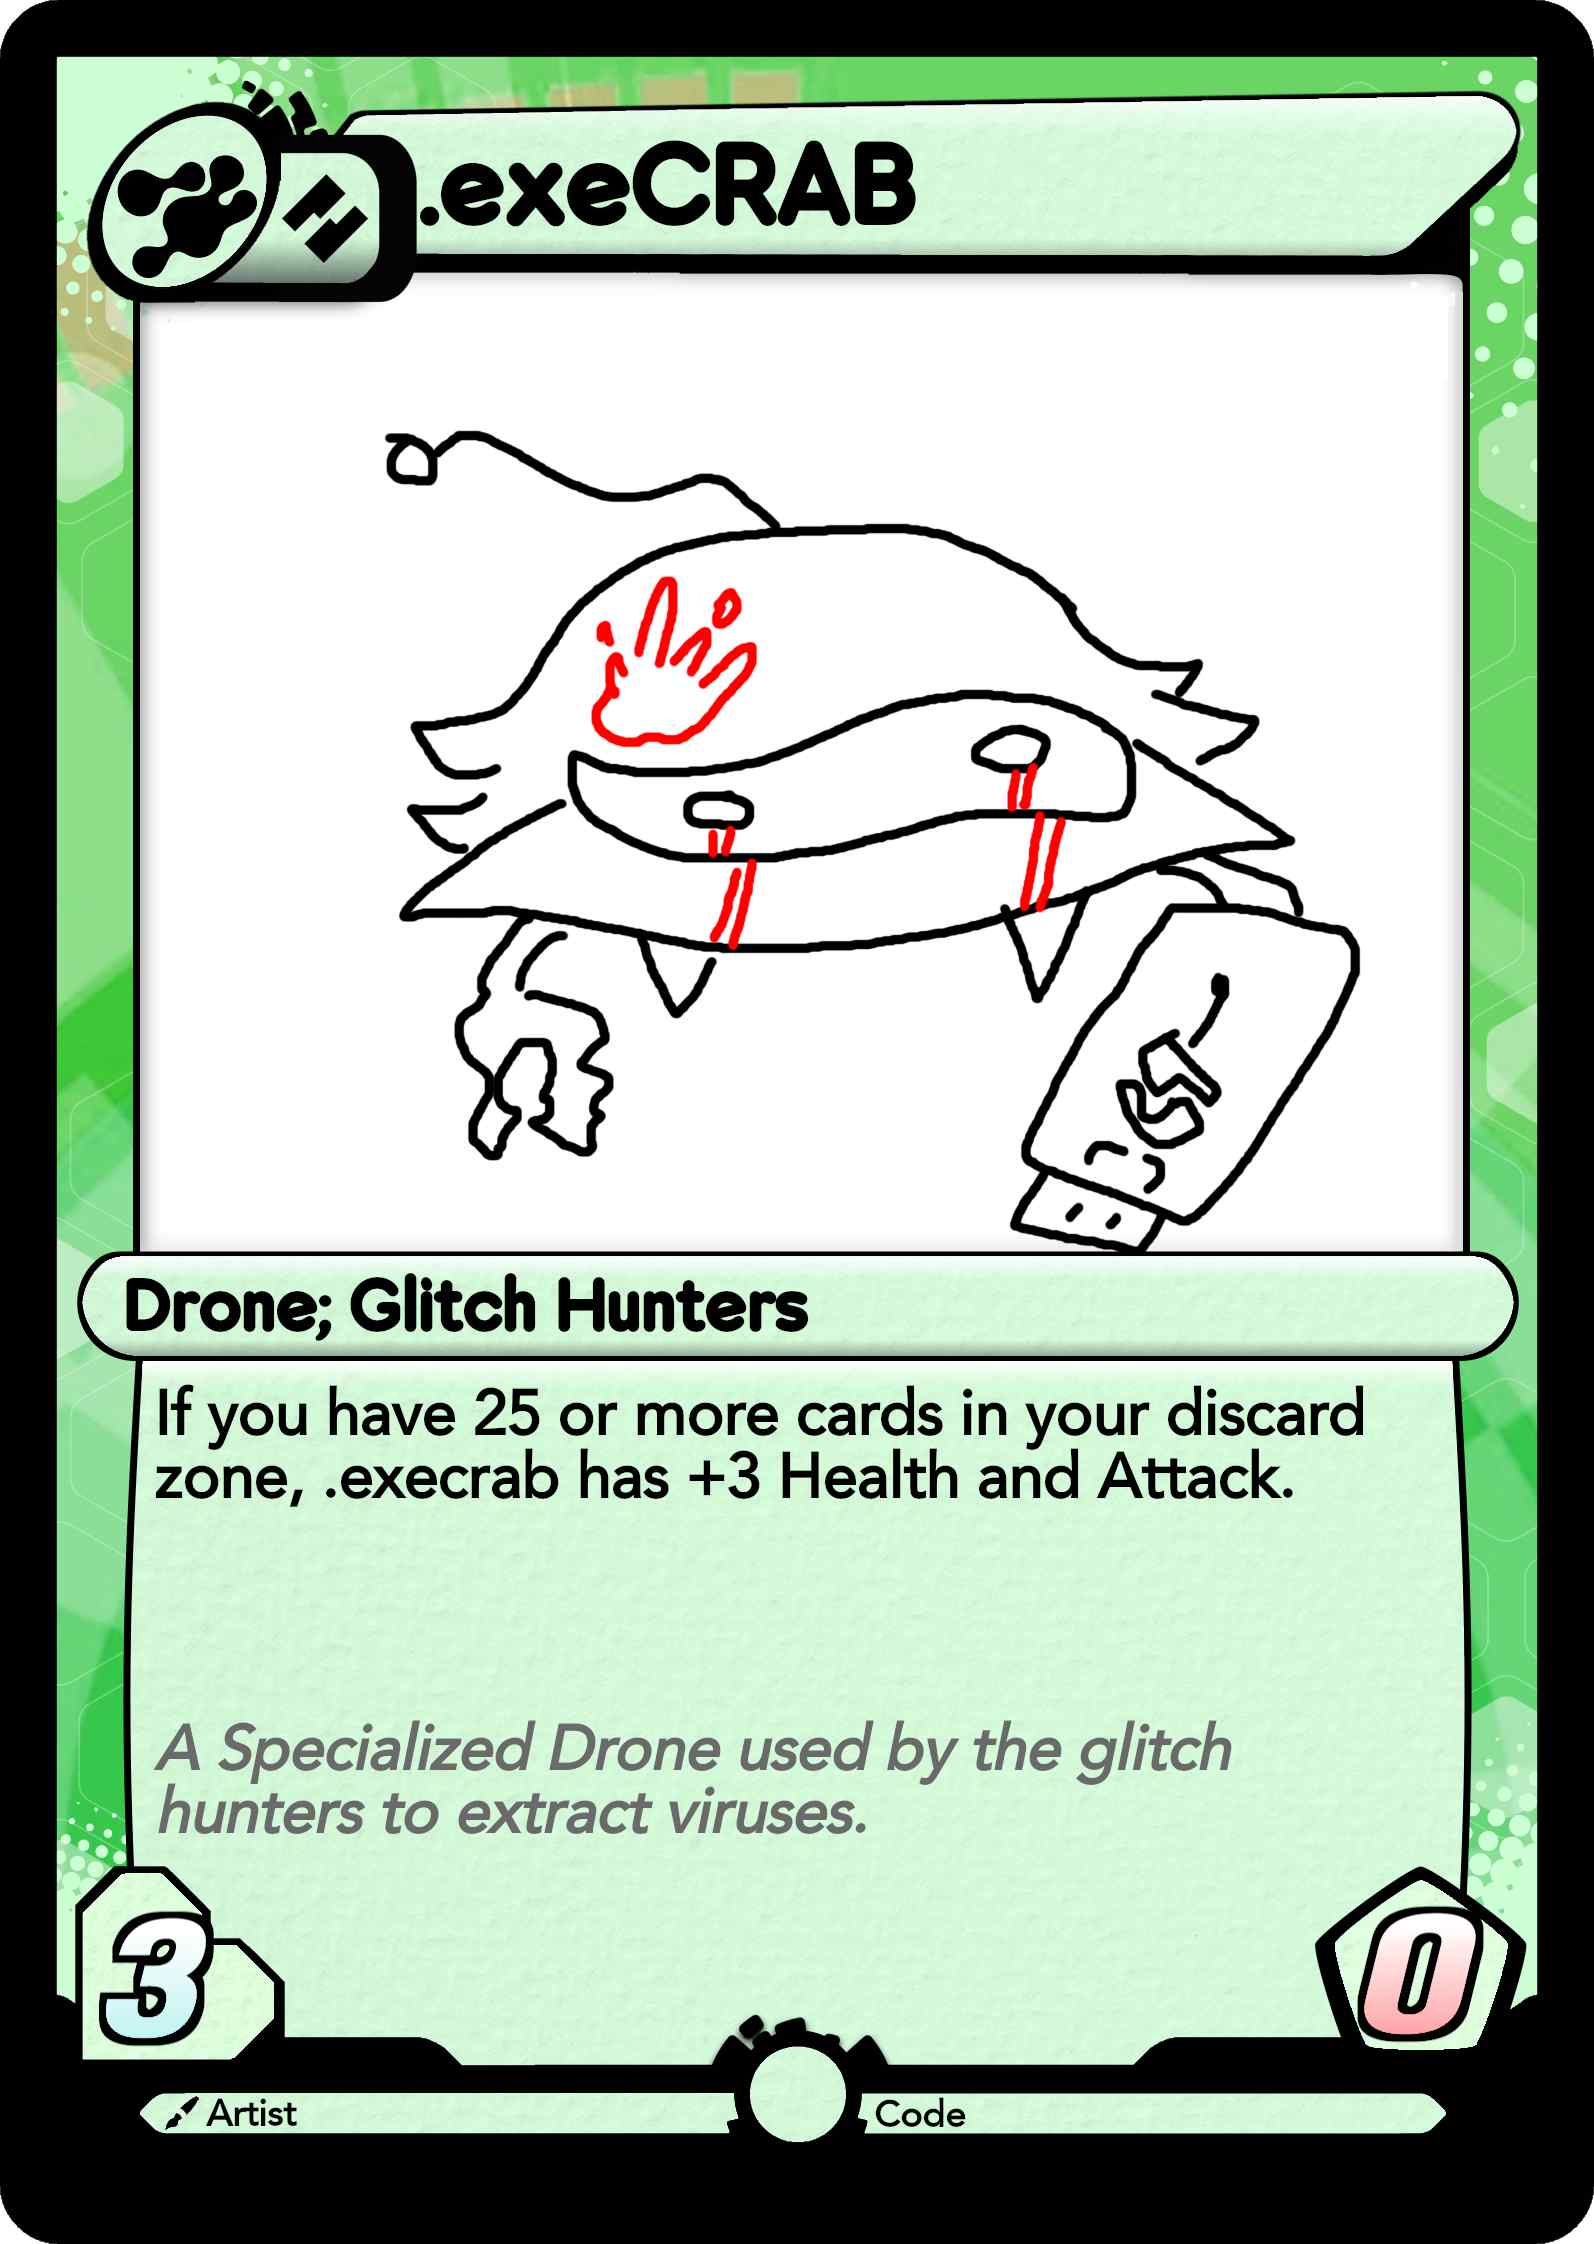 .exeCRAB
Drone; Glitch Hunters
If you have 25 or more cards in your discard
zone, .execrab has +3 Health and Attack.
A Specialized Drone used by the glitch
hunters to extract viruses.
3
0
Artist
Code